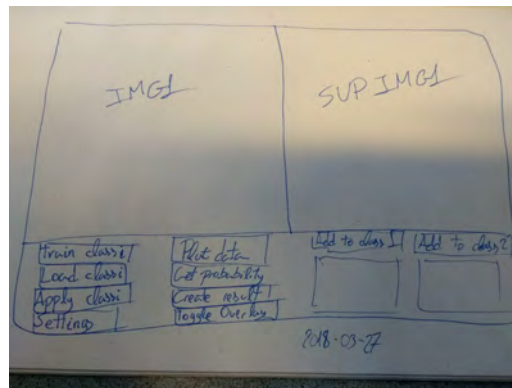 IMG1
SUP IMG1
Train classi
Load classi
Apply classi
Settings
Plot data
Get probability
Create result
Toggle Overlay
Add to class 1
Add to class 2
2018-03-27